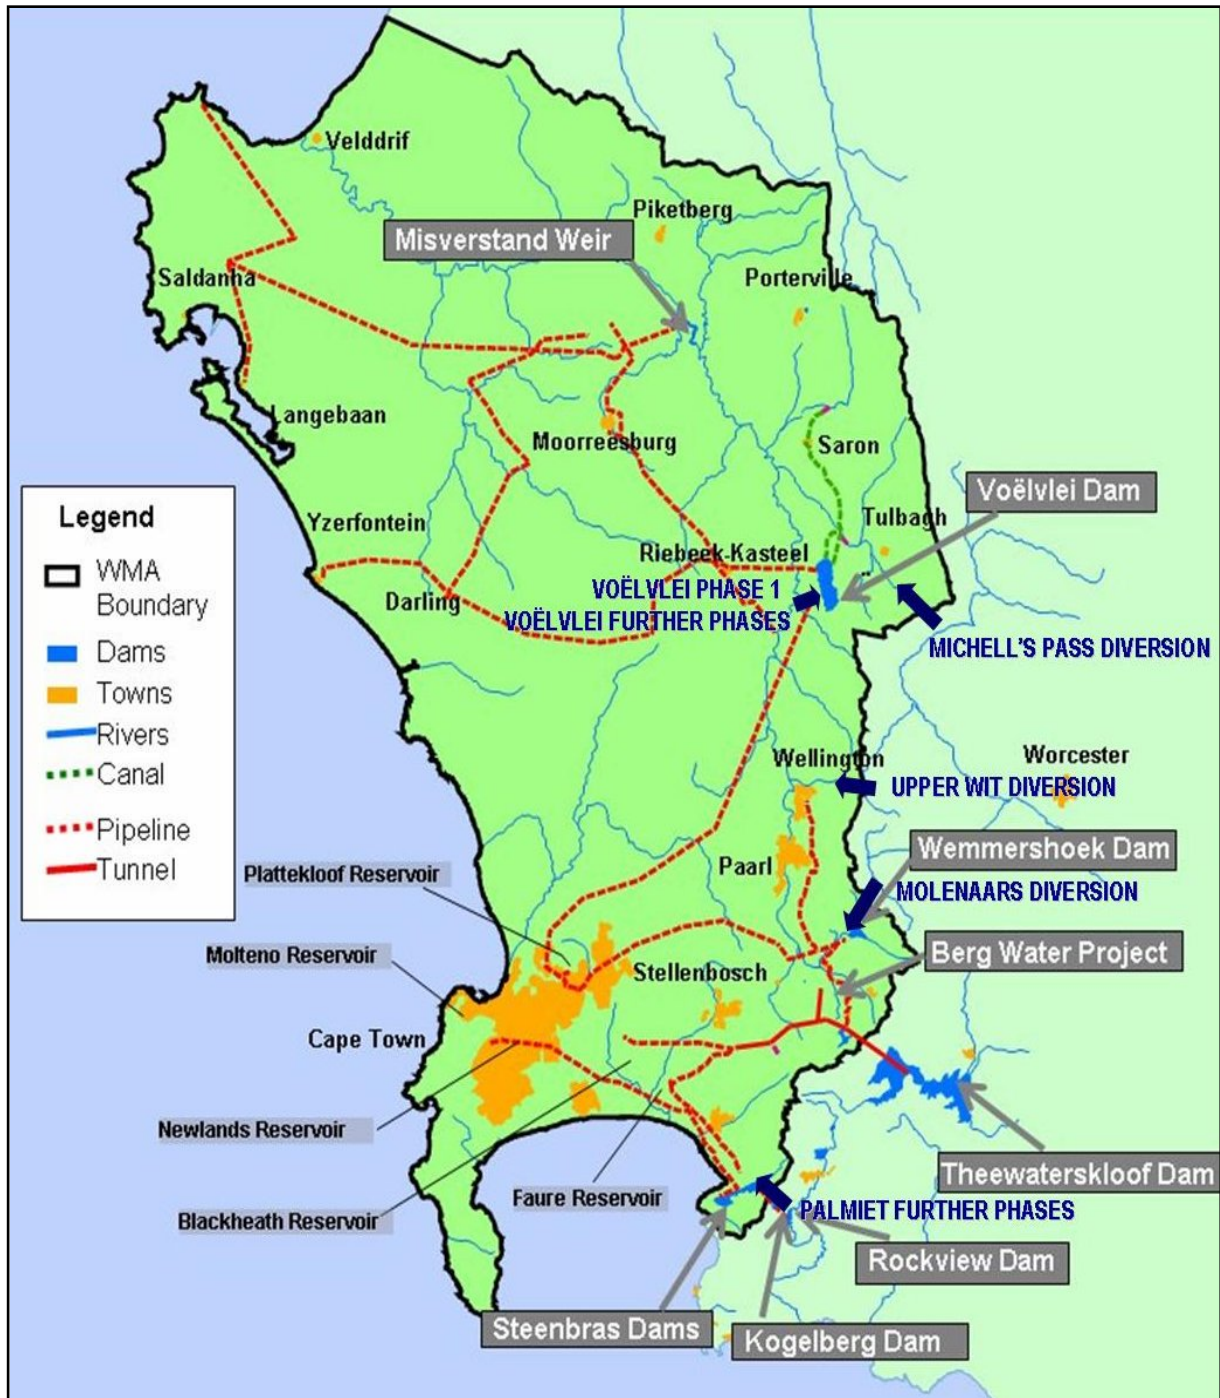 Velddrif
Piketberg
Misverstand Weir
Saldanha
Porterville
Langebaan
Moorreesburg
Saron
Voëlvlei Dam
Legend
WMA
Boundary
Dams
Towns
Rivers
Canal
Pipeline
Tunnel
Yzerfontein
Tulbagh
Riebeek-Kasteel
Darling
VOËLVLEI PHASE 1
VOËLVLEI FURTHER PHASES
MICHELL'S PASS DIVERSION
Wellington
Worcester
UPPER WIT DIVERSION
Wemmershoek Dam
Paarl
Plattekloof Reservoir
MOLENAARS DIVERSION
Molteno Reservoir
Stellenbosch
Berg Water Project
Cape Town
Newlands Reservoir
Theewaterskloof Dam
Faure Reservoir
Blackheath Reservoir
PALMIET FURTHER PHASES
Rockview Dam
Steenbras Dams
Kogelberg Dam